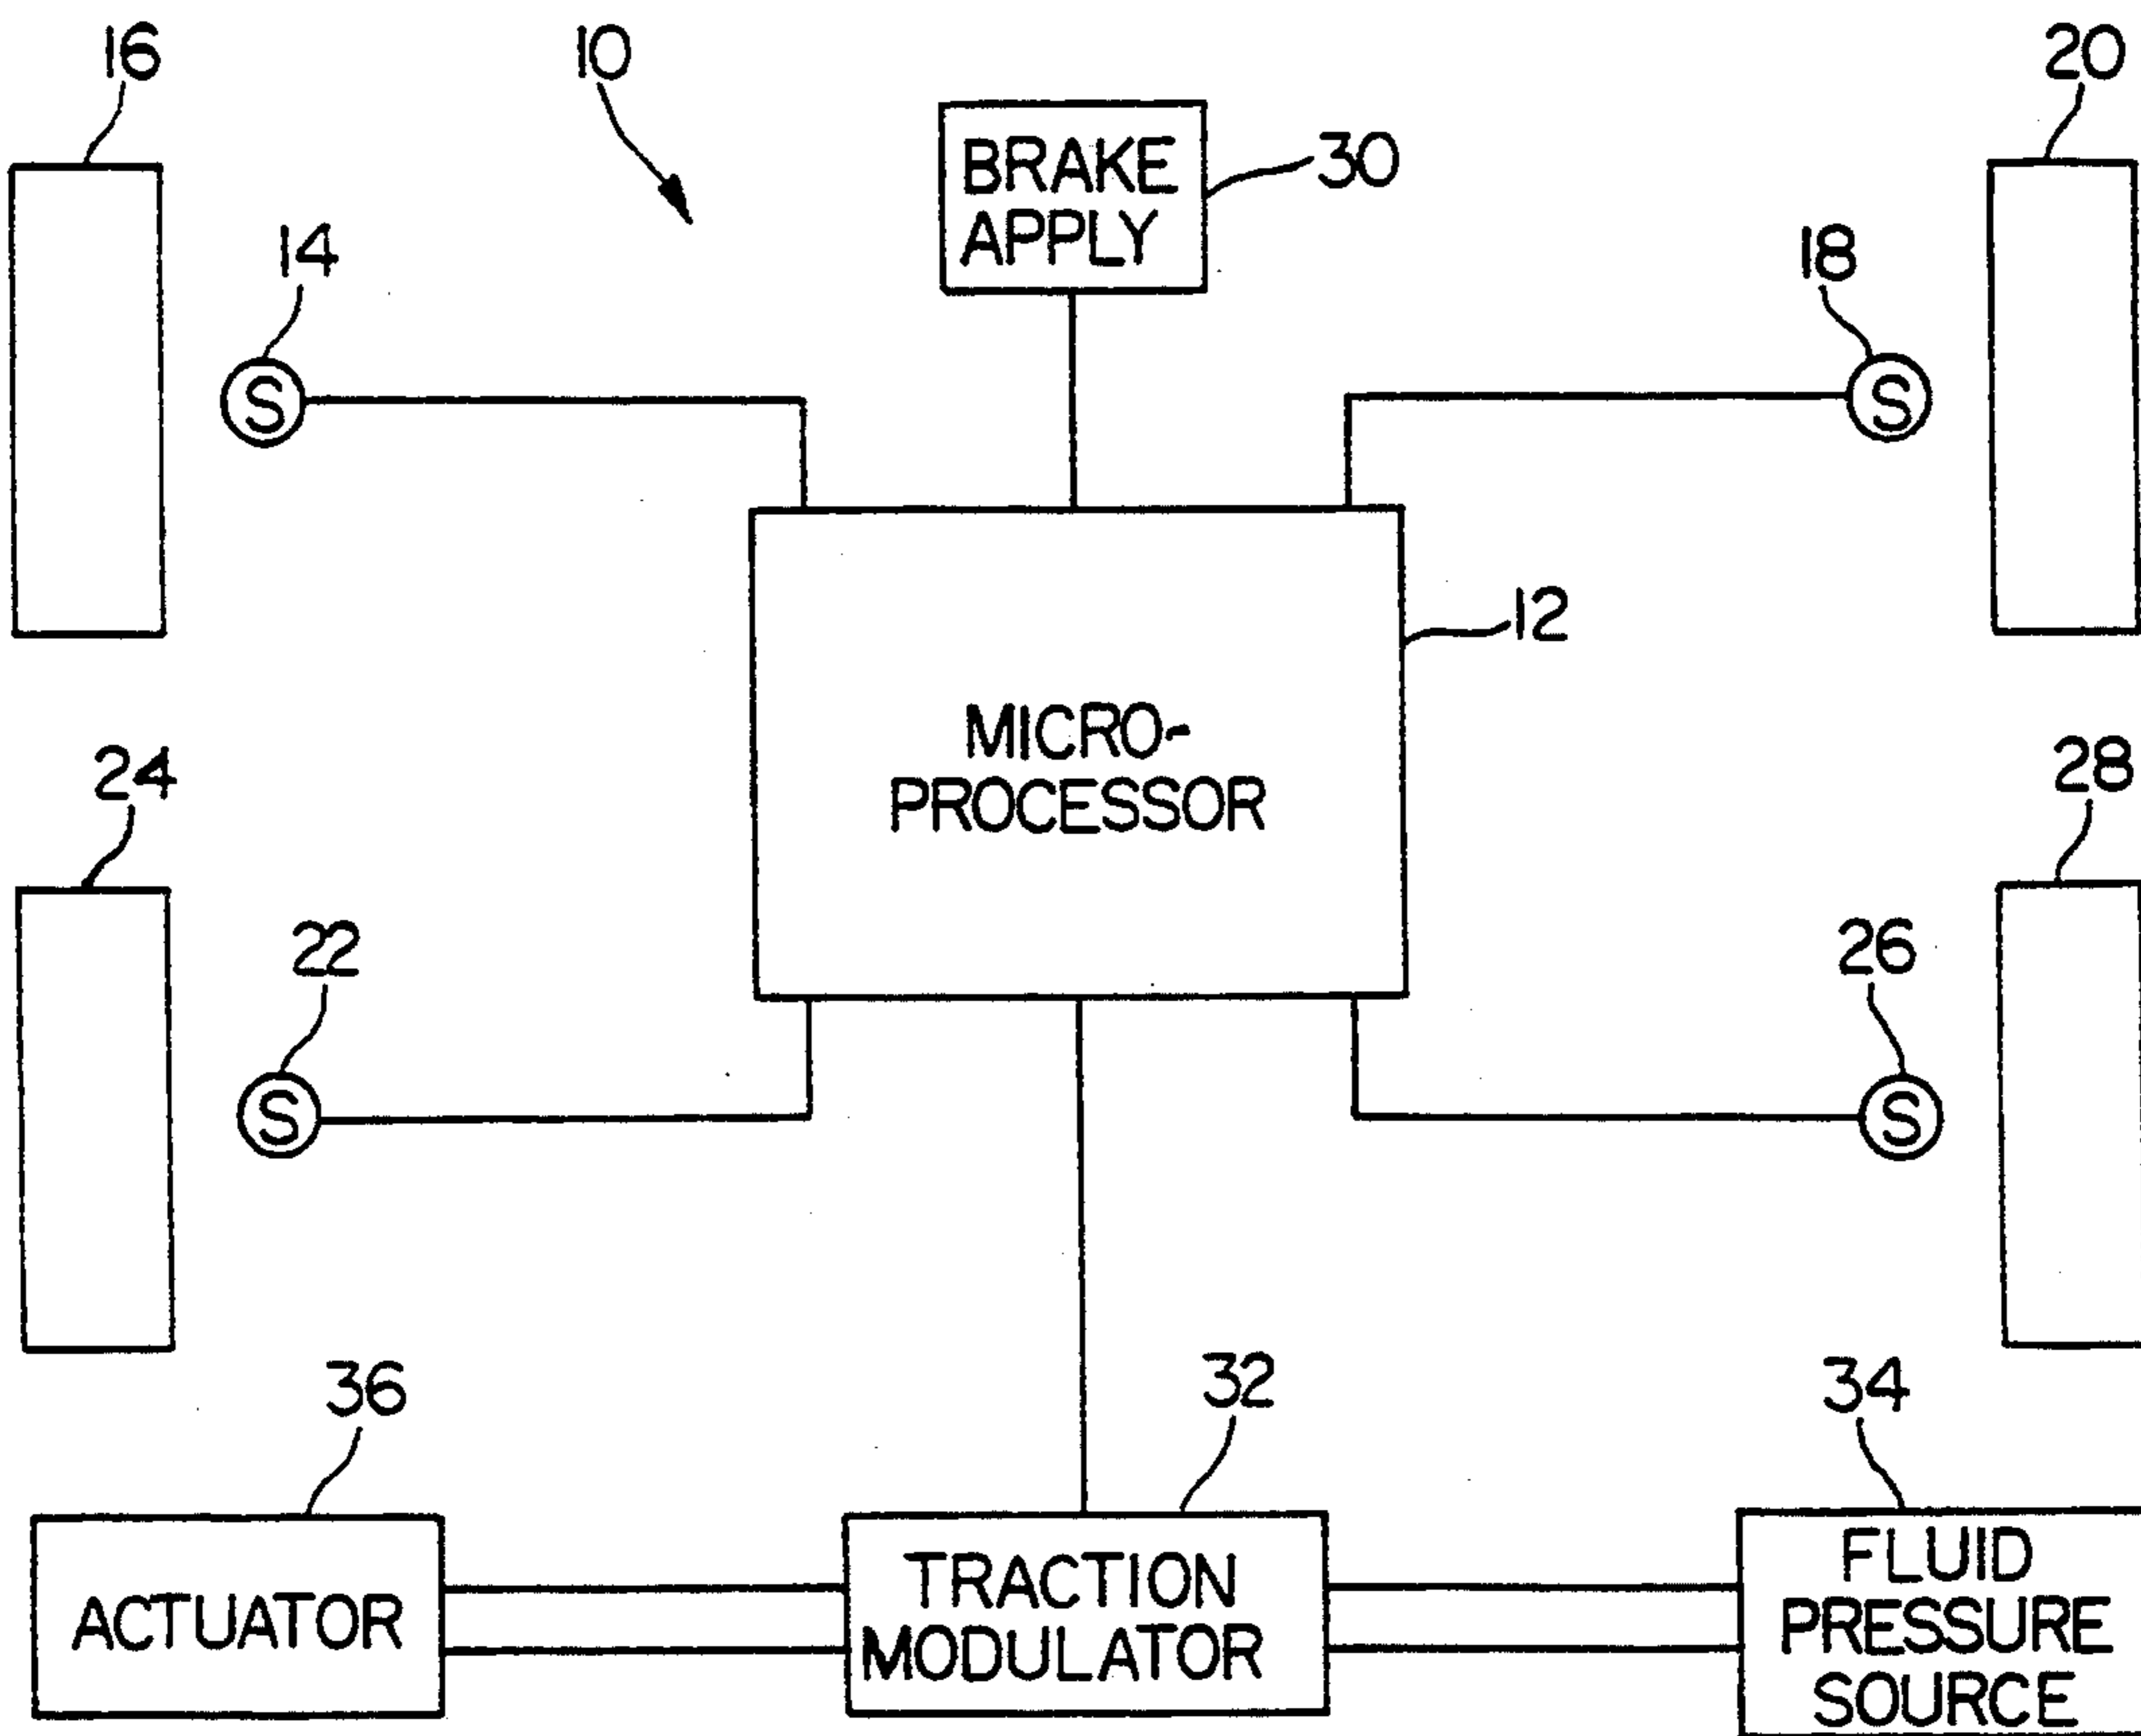 16
10
20
BRAKE
APPLY
30
14
18
S
S
12
MICRO-
PROCESSOR
24
28
22
26
S
S
36
32
34
ACTUATOR
TRACTION
MODULATOR
FLUID
PRESSURE
SOURCE